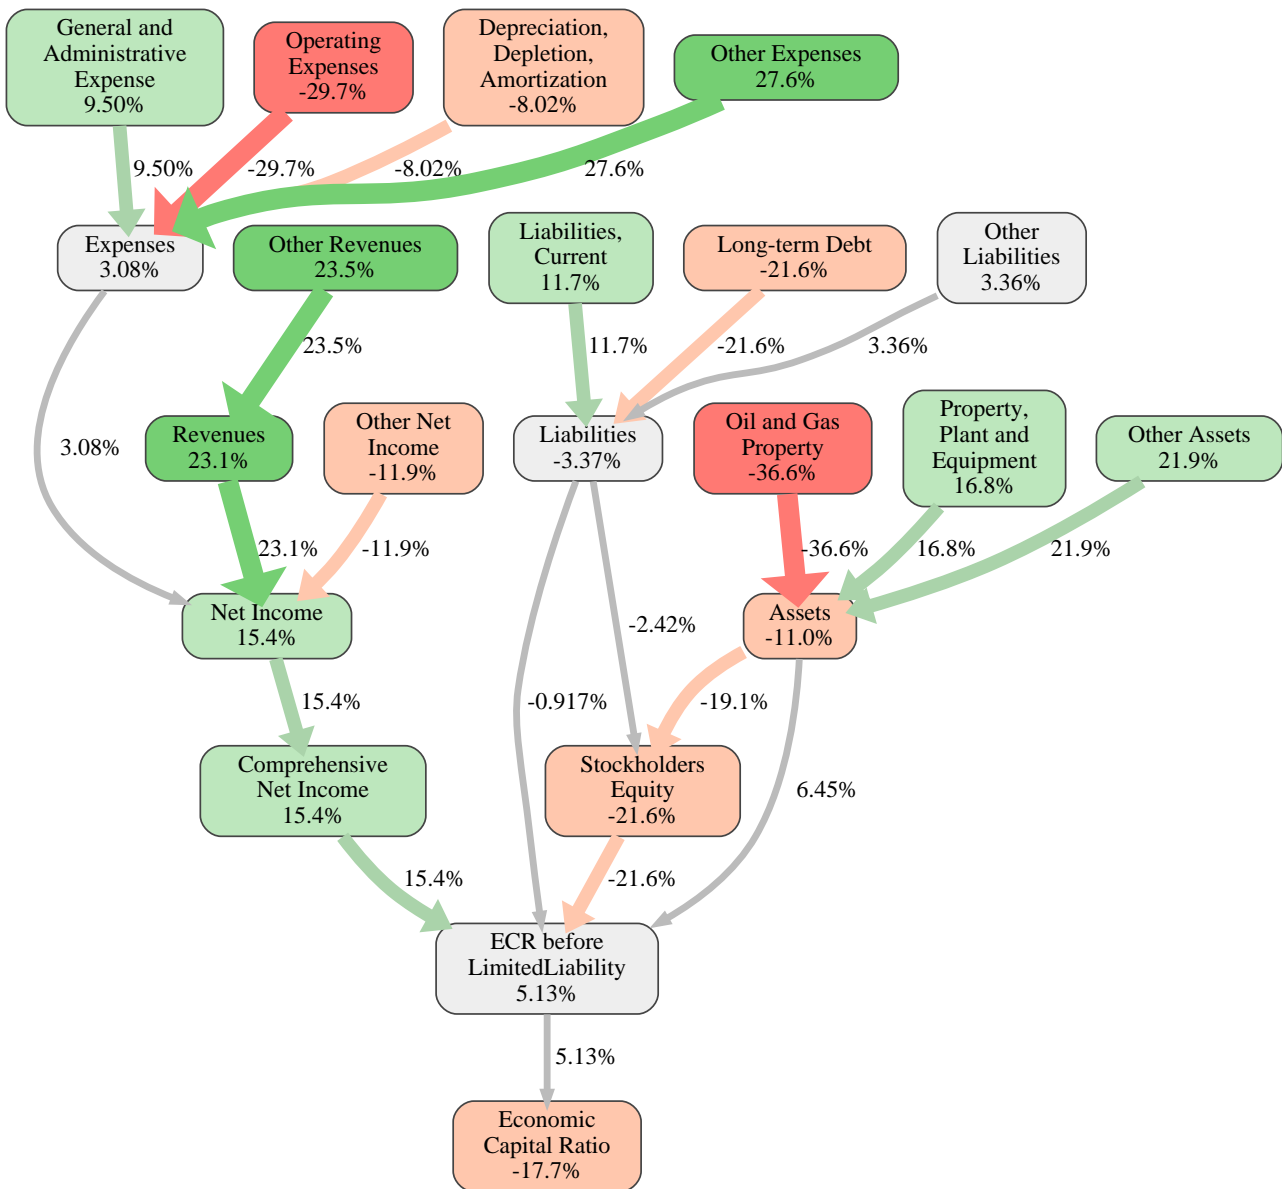 General and
Administrative
Expense
9.50%
Operating
Expenses
-29.7%
Depreciation,
Depletion,
Amortization
-8.02%
Other Expenses
27.6%
9.50%
-29.7%
-8.02%
27.6%
Expenses
3.08%
Other Revenues
23.5%
Liabilities,
Current
11.7%
Long-term Debt
-21.6%
Other
Liabilities
3.36%
23.5%
11.7%
-21.6%
3.36%
3.08%
Revenues
23.1%
Other Net
Income
-11.9%
Liabilities
-3.37%
Oil and Gas
Property
-36.6%
Property,
Plant and
Equipment
16.8%
Other Assets
21.9%
23.1%
-11.9%
-36.6%
16.8%
21.9%
Net Income
15.4%
-2.42%
Assets
-11.0%
15.4%
-0.917%
-19.1%
6.45%
Comprehensive
Net Income
15.4%
Stockholders
Equity
-21.6%
15.4%
-21.6%
ECR before
LimitedLiability
5.13%
5.13%
Economic
Capital Ratio
-17.7%